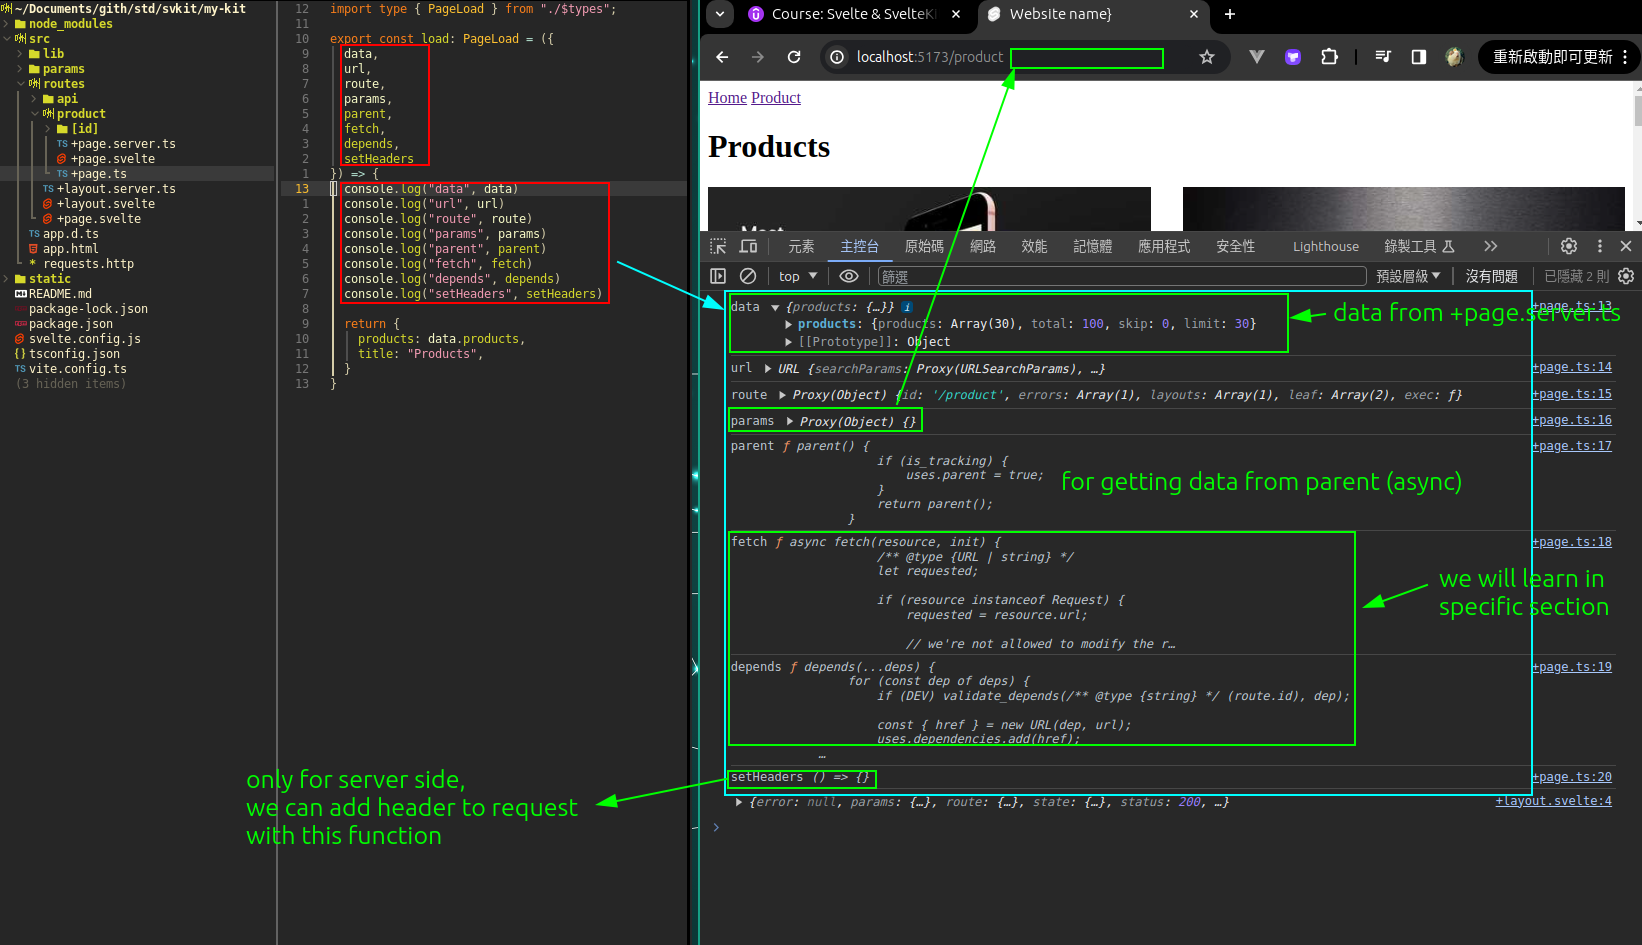 ~/Documents/gith/std/svkit/my-kit
node_modules
src
lib
params
routes
api
product
[id]
TS +page.server.ts
+page.svelte
TS +page.ts
TS +layout.server.ts
+layout.svelte
+page.svelte
TS app.d.ts
app.html
* requests.http
static
README.md
package-lock.json
package.json
svelte.config.js
{} tsconfig.json
TS vite.config.ts
(3 hidden items)
12 import type { PageLoad } from "./$types";
11
10 export const load: PageLoad = ({
9 data,
8 url,
7 route,
6 params,
5 parent,
4 fetch,
3 depends,
2 setHeaders
1 }) => {
13 console.log("data", data)
1 console.log("url", url)
2 console.log("route", route)
3 console.log("params", params)
4 console.log("parent", parent)
5 console.log("fetch", fetch)
6 console.log("depends", depends)
7 console.log("setHeaders", setHeaders)
8
9 return {
10 products: data.products,
11 title: "Products",
12 }
13 }
only for server side,
we can add header to request
with this function
Course: Svelte & SvelteKi
Website name}
localhost:5173/product
重新啟動即可更新
Home Product
Products
元素 主控台 原始碼 網路 效能 記憶體 應用程式 安全性 Lighthouse 錄製工具
top 篩選 預設層級 沒有問題 已隱藏 2 則
data {products: {…}} i +page.ts:13
products: {products: Array(30), total: 100, skip: 0, limit: 30}
[[Prototype]]: Object
data from +page.server.ts
url URL {searchParams: Proxy(URLSearchParams), …} +page.ts:14
route Proxy(Object) {id: '/product', errors: Array(1), layouts: Array(1), leaf: Array(2), exec: ƒ} +page.ts:15
params Proxy(Object) {} +page.ts:16
parent ƒ parent() { +page.ts:17
if (is_tracking) {
uses.parent = true;
}
return parent();
}
for getting data from parent (async)
fetch ƒ async fetch(resource, init) { +page.ts:18
/** @type {URL | string} */
let requested;
if (resource instanceof Request) {
requested = resource.url;
// we're not allowed to modify the r…
we will learn in
specific section
depends ƒ depends(...deps) { +page.ts:19
for (const dep of deps) {
if (DEV) validate_depends(/** @type {string} */ (route.id), dep);
const { href } = new URL(dep, url);
uses.dependencies.add(href);
…
setHeaders () => {} +page.ts:20
{error: null, params: {…}, route: {…}, state: {…}, status: 200, …} +layout.svelte:4